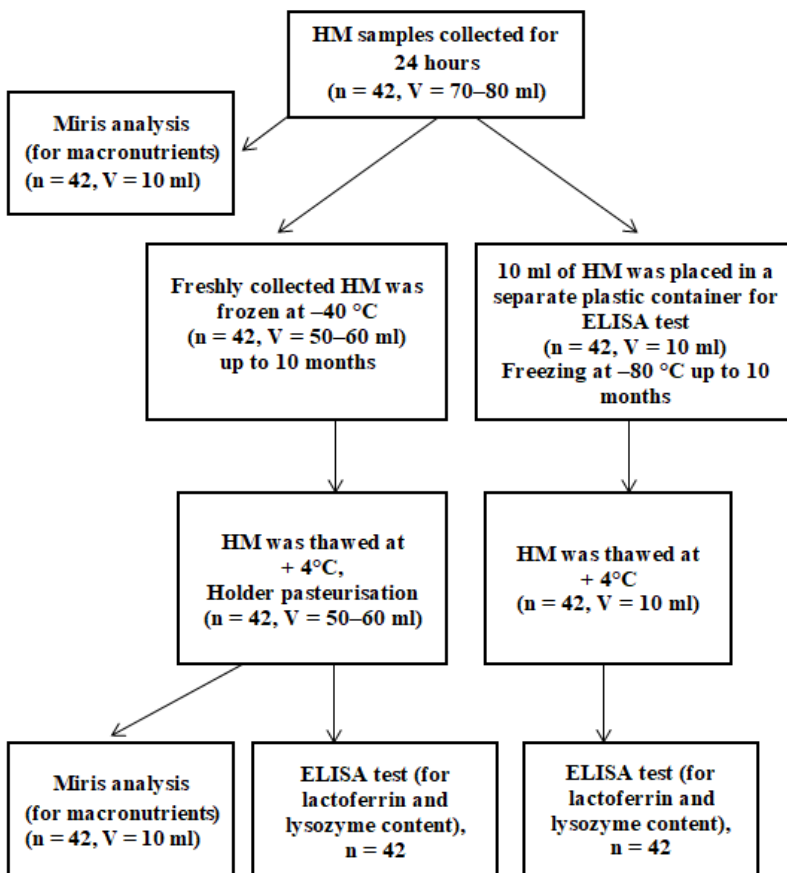 HM samples collected for
24 hours
(n = 42, V = 70–80 ml)
Miris analysis
(for macronutrients)
(n = 42, V = 10 ml)
Freshly collected HM was
frozen at –40 °C
(n = 42, V = 50–60 ml)
up to 10 months
10 ml of HM was placed in a
separate plastic container for
ELISA test
(n = 42, V = 10 ml)
Freezing at –80 °C up to 10
months
HM was thawed at
+ 4°C,
Holder pasteurisation
(n = 42, V = 50–60 ml)
HM was thawed at
+ 4°C
(n = 42, V = 10 ml)
Miris analysis
(for macronutrients)
(n = 42, V = 10 ml)
ELISA test (for
lactoferrin and
lysozyme content),
n = 42
ELISA test (for
lactoferrin and
lysozyme content),
n = 42